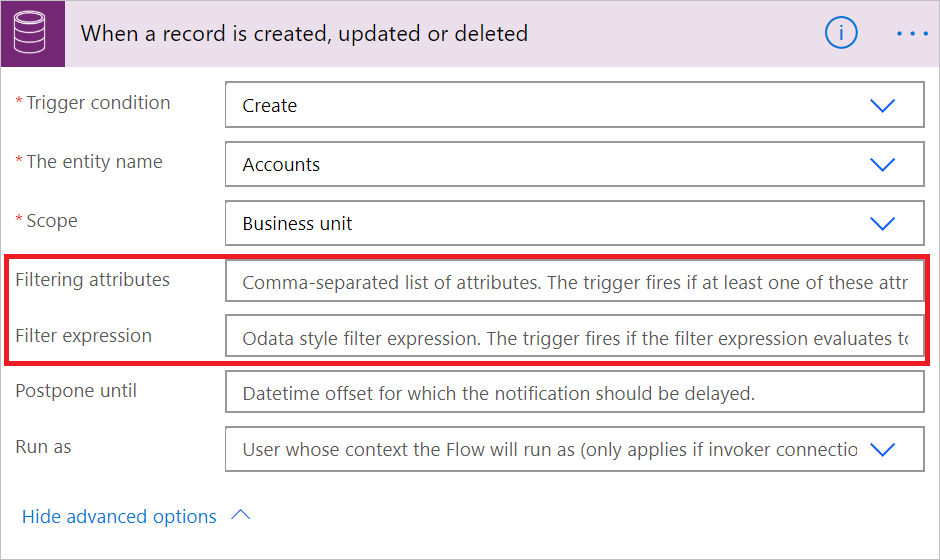 When a record is created, updated or deleted
* Trigger condition
Create
* The entity name
Accounts
* Scope
Business unit
Filtering attributes
Comma-separated list of attributes. The trigger fires if at least one of these attr
Filter expression
Odata style filter expression. The trigger fires if the filter expression evaluates to
Postpone until
Datetime offset for which the notification should be delayed.
Run as
User whose context the Flow will run as (only applies if invoker connectio
Hide advanced options